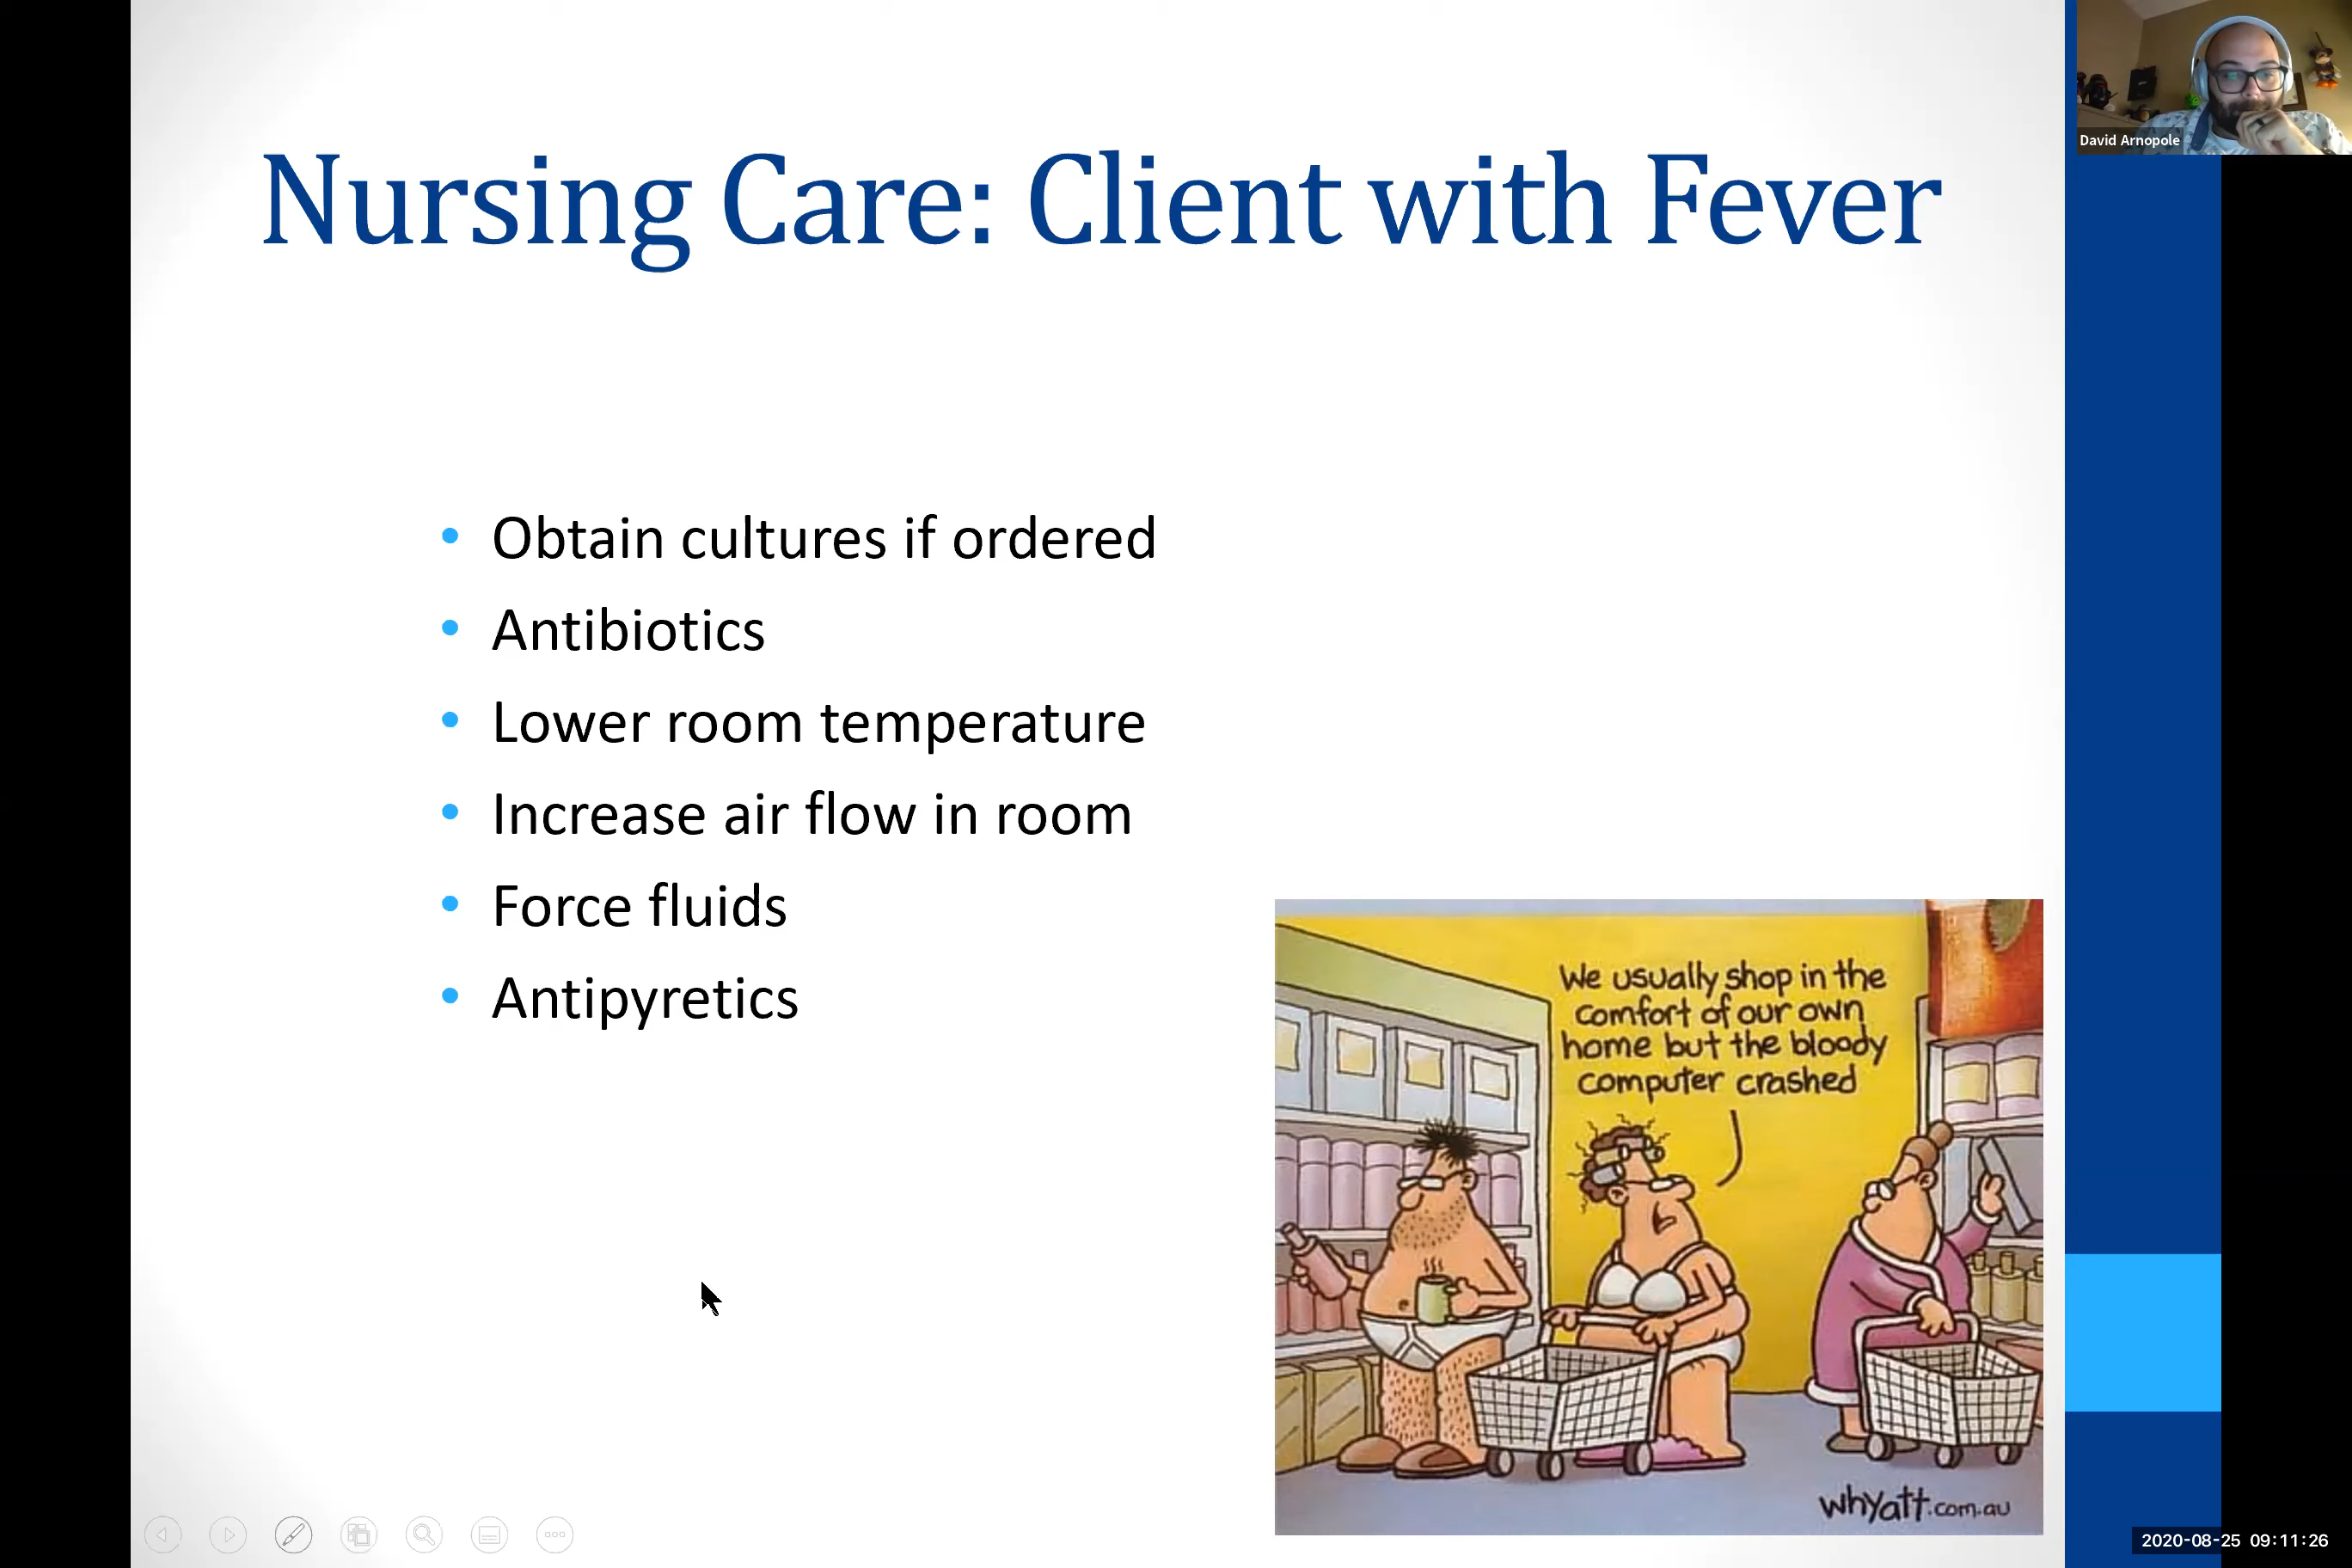 Nursing Care: Client with Fever
David Arnopole
• Obtain cultures if ordered
• Antibiotics
• Lower room temperature
• Increase air flow in room
• Force fluids
• Antipyretics
We usually shop in the
comfort of our own
home but the bloody
computer crashed
whyatt.com.au
2020-08-25 09:11:26